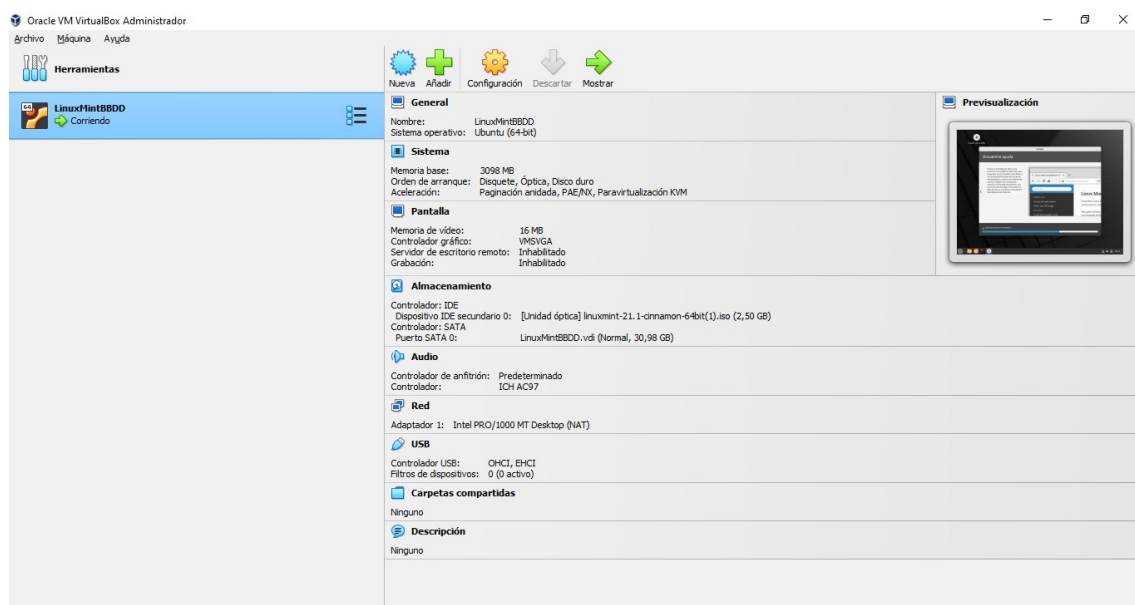 Oracle VM VirtualBox Administrador
Archivo Máquina Ayuda
Herramientas
Nueva Añadir Configuración Descartar Mostrar
64 LinuxMintBBDD
Corriendo
General
Nombre: LinuxMintBBDD
Sistema operativo: Ubuntu (64-bit)
Sistema
Memoria base: 3098 MB
Orden de arranque: Disquete, Óptica, Disco duro
Aceleración: Paginación anidada, PAE/NX, Paravirtualización KVM
Pantalla
Memoria de vídeo: 16 MB
Controlador gráfico: VMSVGA
Servidor de escritorio remoto: Inhabilitado
Grabación: Inhabilitado
Almacenamiento
Controlador: IDE
Dispositivo IDE secundario 0: [Unidad óptica] linuxmint-21.1-cinnamon-64bit(1).iso (2,50 GB)
Controlador: SATA
Puerto SATA 0: LinuxMintBBDD.vdi (Normal, 30,98 GB)
Audio
Controlador de anfitrión: Predeterminado
Controlador: ICH AC97
Red
Adaptador 1: Intel PRO/1000 MT Desktop (NAT)
USB
Controlador USB: OHCI, EHCI
Filtros de dispositivos: 0 (0 activo)
Carpetas compartidas
Ninguno
Descripción
Ninguno
Previsualización
Encuentre ayuda